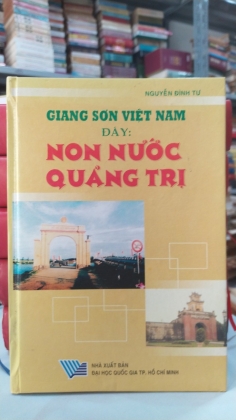 NGUYỄN ĐÌNH TƯ
GIANG SƠN VIỆT NAM
ĐÂY:
NON NƯỚC
QUẢNG TRỊ
NHÀ XUẤT BẢN
ĐẠI HỌC QUỐC GIA TP. HỒ CHÍ MINH